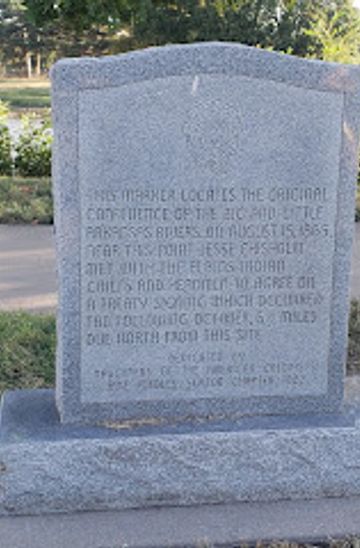 THIS MARKER LOCATES THE ORIGINAL
CONFLUENCE OF THE BIG AND LITTLE
ARKANSAS RIVERS. ON AUGUST 15, 1865,
NEAR THIS POINT JESSE CHISHOLM
MET WITH THE PLAINS INDIAN
CHIEFS AND HEADMEN TO AGREE ON
A TREATY SIGNING WHICH OCCURRED
THE FOLLOWING OCTOBER, 6 MILES
DUE NORTH FROM THIS SITE
DEDICATED BY
DAUGHTERS OF THE AMERICAN
CHAPTER